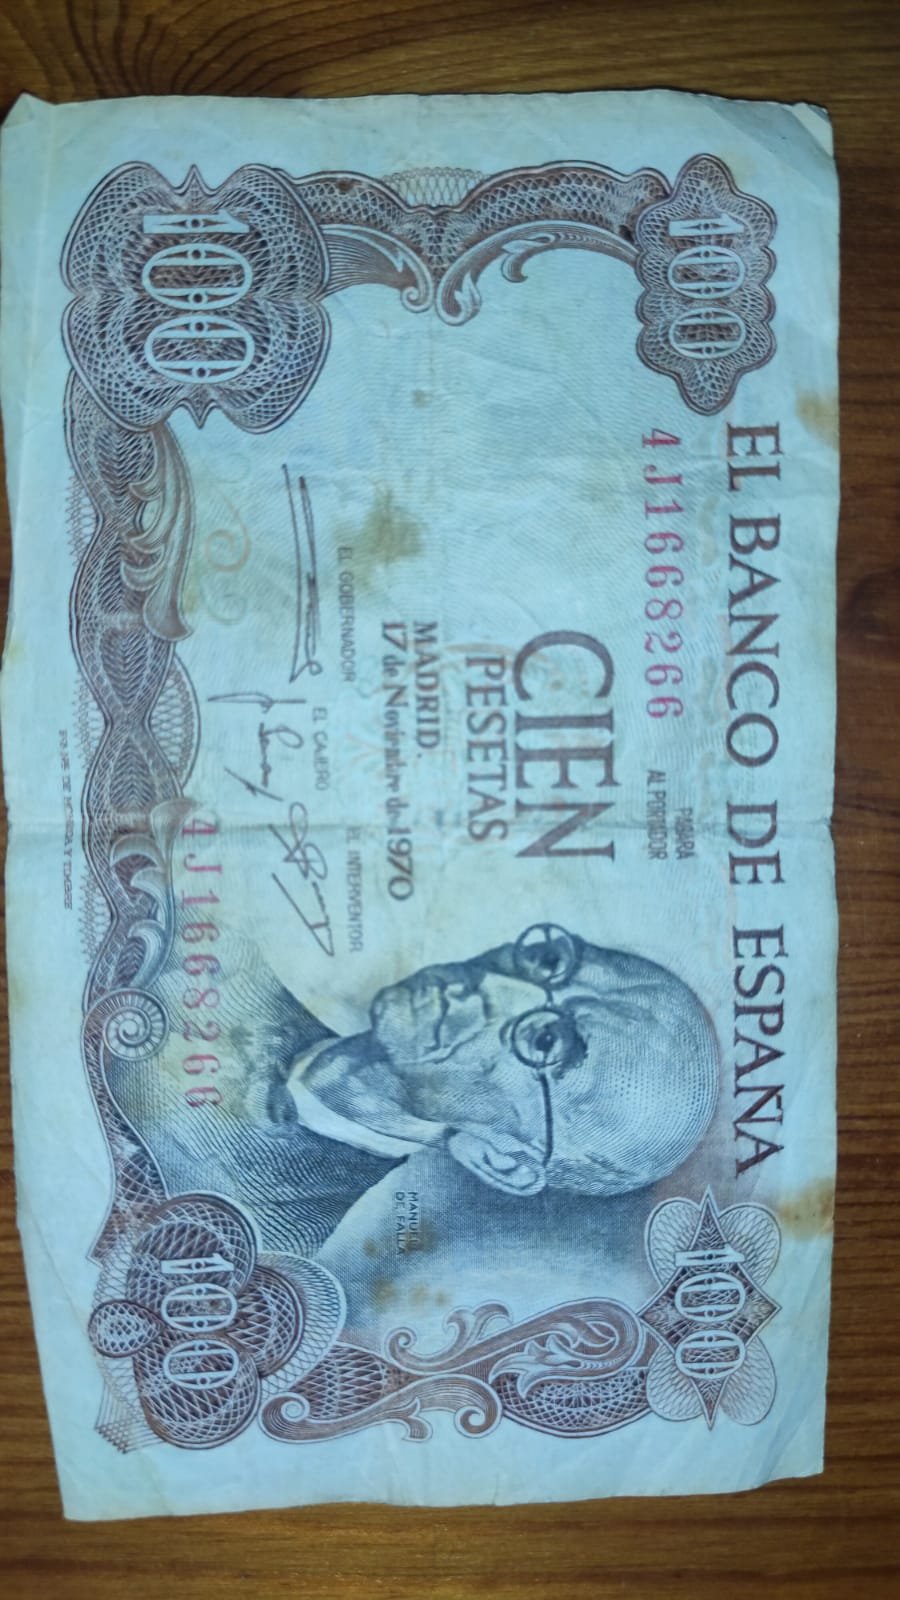 100
100
EL BANCO DE ESPAÑA
4J1668266
PAGARÁ
AL PORTADOR
CIEN
PESETAS
MADRID,
17 de Noviembre de 1970
EL GOBERNADOR
EL CAJERO
EL INTERVENTOR
4J1668266
MANUEL
DE FALLA
100
100